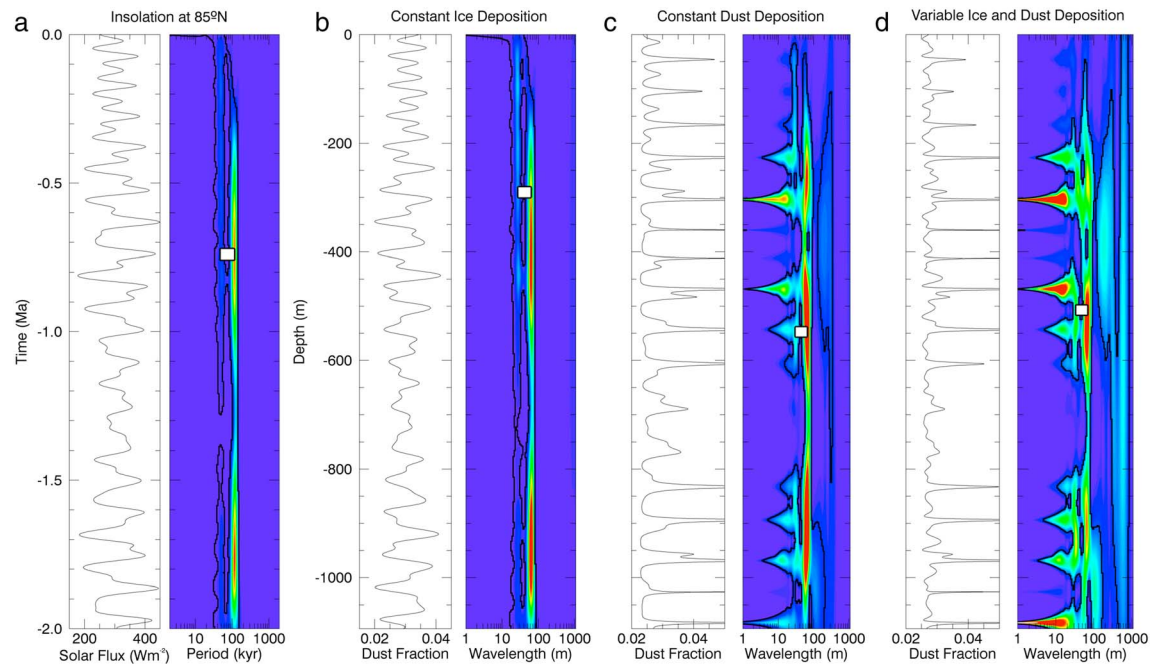 a Insolation at 85ºN
b Constant Ice Deposition
c Constant Dust Deposition
d Variable Ice and Dust Deposition
Time (Ma)
0.0
-0.5
-1.0
-1.5
-2.0
200 400
Solar Flux (Wm-2)
10 100 1000
Period (kyr)
Depth (m)
0
-200
-400
-600
-800
-1000
0.02 0.04
Dust Fraction
1 10 100 1000
Wavelength (m)
0.02 0.04
Dust Fraction
1 10 100 1000
Wavelength (m)
0.02 0.04
Dust Fraction
1 10 100 1000
Wavelength (m)